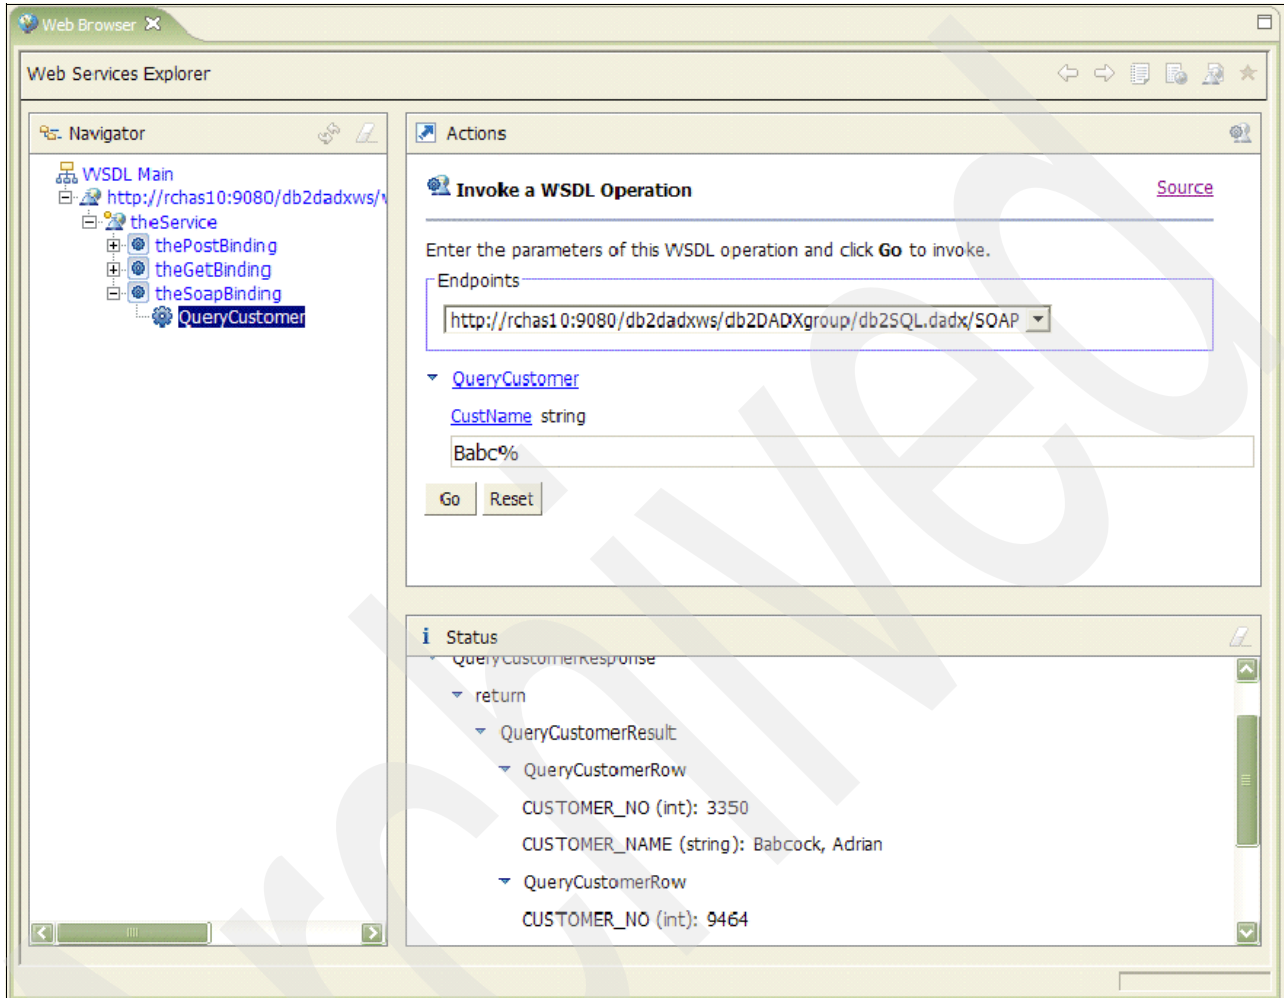 Web Browser
Web Services Explorer
Navigator
WSDL Main
http://rchas10:9080/db2dadxws/
theService
thePostBinding
theGetBinding
theSoapBinding
QueryCustomer
Actions
Invoke a WSDL Operation
Source
Enter the parameters of this WSDL operation and click Go to invoke.
Endpoints
http://rchas10:9080/db2dadxws/db2DADXgroup/db2SQL.dadx/SOAP
QueryCustomer
CustName string
Babc%
Go Reset
i Status
QueryCustomerResponse
return
QueryCustomerResult
QueryCustomerRow
CUSTOMER_NO (int): 3350
CUSTOMER_NAME (string): Babcock, Adrian
QueryCustomerRow
CUSTOMER_NO (int): 9464
Archived